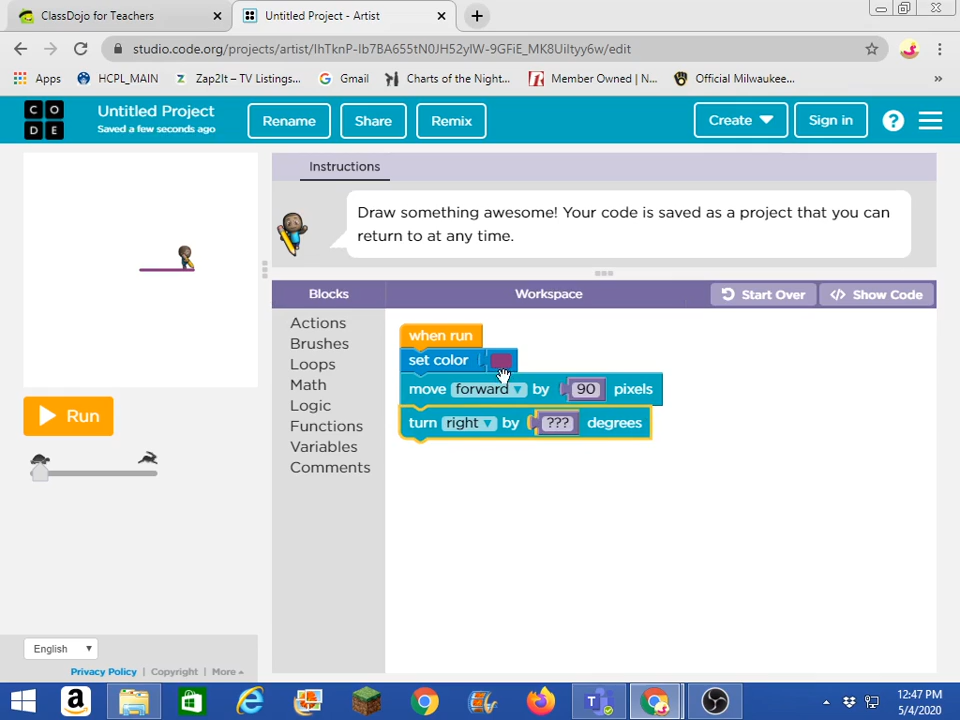 ClassDojo for Teachers
Untitled Project - Artist
studio.code.org/projects/artist/lhTknP-Ib7BA655tN0JH52yIW-9GFiE_MK8UiItyy6w/edit
Apps HCPL_MAIN Zap2It – TV Listings... Gmail Charts of the Night... Member Owned | N... Official Milwaukee... »
C O
D E
Untitled Project
Saved a few seconds ago
Rename
Share
Remix
Create
Sign in
?
Instructions
Draw something awesome! Your code is saved as a project that you can
return to at any time.
Blocks
Workspace
Start Over
</> Show Code
Actions
Brushes
Loops
Math
Logic
Functions
Variables
Comments
when run
set color
move forward by 90 pixels
turn right by ??? degrees
Run
English
Privacy Policy | Copyright | More
12:47 PM
5/4/2020